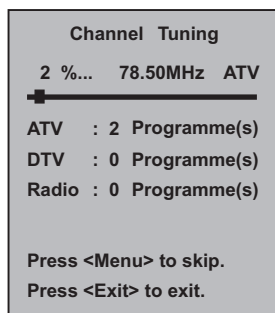 Channel Tuning
2 %... 78.50MHz ATV
ATV : 2 Programme(s)
DTV : 0 Programme(s)
Radio : 0 Programme(s)
Press <Menu> to skip.
Press <Exit> to exit.